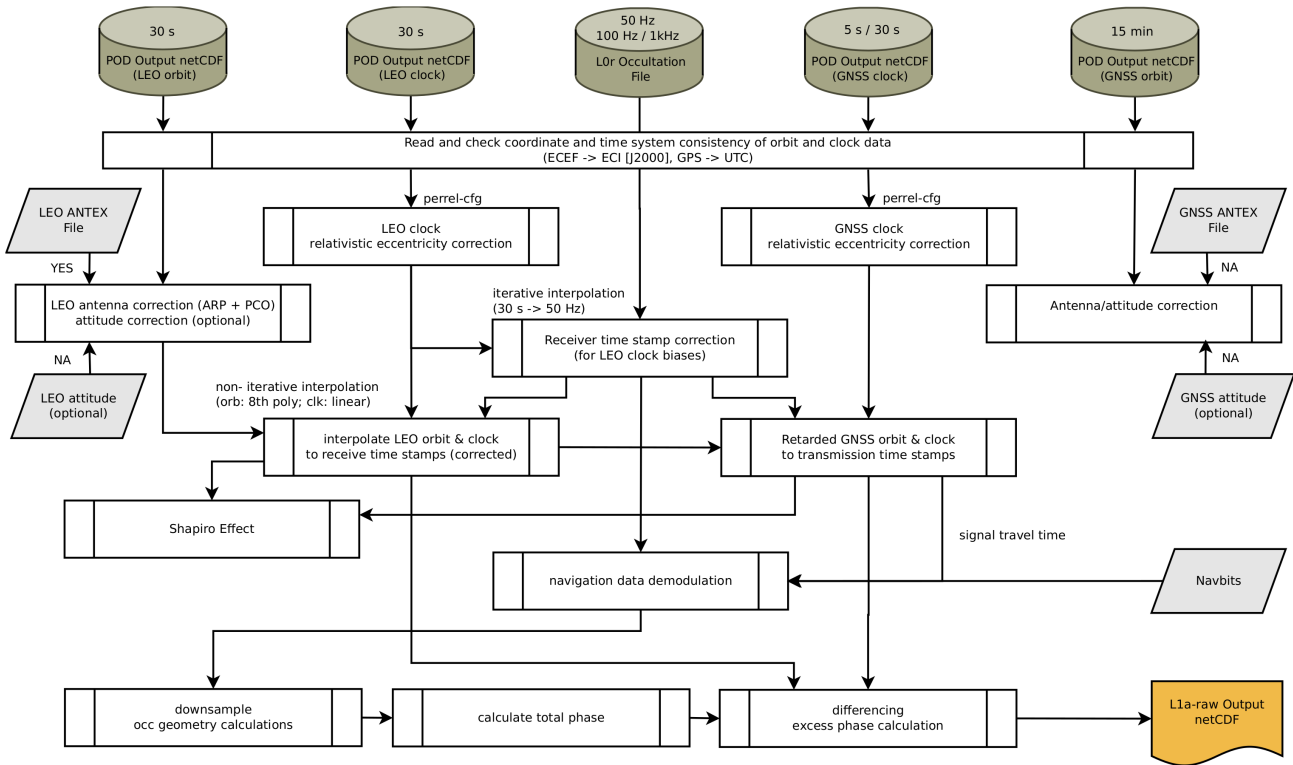 30 s
POD Output netCDF
(LEO orbit)
30 s
POD Output netCDF
(LEO clock)
50 Hz
100 Hz / 1kHz
L0r Occultation
File
5 s / 30 s
POD Output netCDF
(GNSS clock)
15 min
POD Output netCDF
(GNSS orbit)
Read and check coordinate and time system consistency of orbit and clock data
(ECEF -> ECI [J2000], GPS -> UTC)
LEO ANTEX
File
perrel-cfg
LEO clock
relativistic eccentricity correction
perrel-cfg
GNSS clock
relativistic eccentricity correction
GNSS ANTEX
File
YES
NA
LEO antenna correction (ARP + PCO)
attitude correction (optional)
iterative interpolation
(30 s -> 50 Hz)
Receiver time stamp correction
(for LEO clock biases)
Antenna/attitude correction
NA
LEO attitude
(optional)
non- iterative interpolation
(orb: 8th poly; clk: linear)
NA
GNSS attitude
(optional)
interpolate LEO orbit & clock
to receive time stamps (corrected)
Retarded GNSS orbit & clock
to transmission time stamps
Shapiro Effect
signal travel time
navigation data demodulation
Navbits
downsample
occ geometry calculations
calculate total phase
differencing
excess phase calculation
L1a-raw Output
netCDF